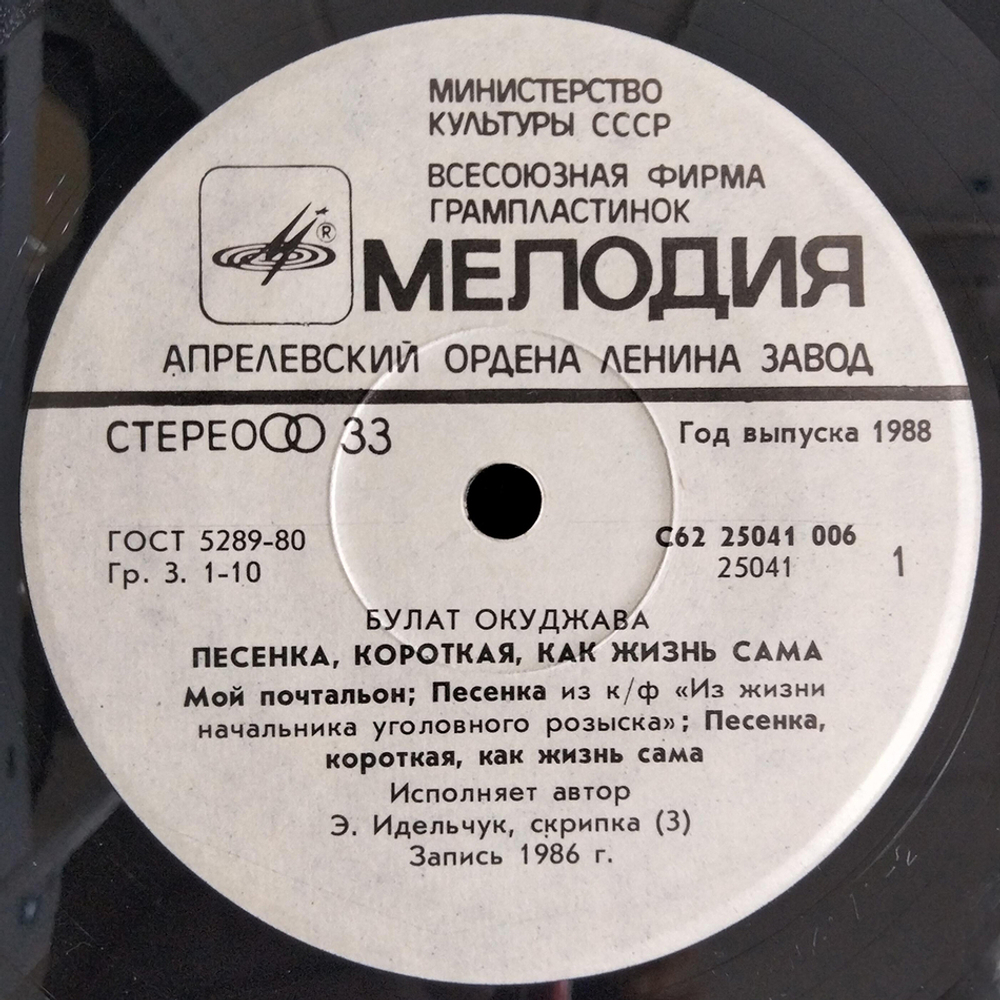 МИНИСТЕРСТВО
КУЛЬТУРЫ СССР
ВСЕСОЮЗНАЯ ФИРМА
ГРАМПЛАСТИНОК
®
МЕЛОДИЯ
АПРЕЛЕВСКИЙ ОРДЕНА ЛЕНИНА ЗАВОД
СТЕРЕО 33
Год выпуска 1988
ГОСТ 5289-80
Гр. 3. 1-10
С62 25041 006
25041
1
БУЛАТ ОКУДЖАВА
ПЕСЕНКА, КОРОТКАЯ, КАК ЖИЗНЬ САМА
Мой почтальон; Песенка из к/ф «Из жизни
начальника уголовного розыска»; Песенка,
короткая, как жизнь сама
Исполняет автор
Э. Идельчук, скрипка (3)
Запись 1986 г.